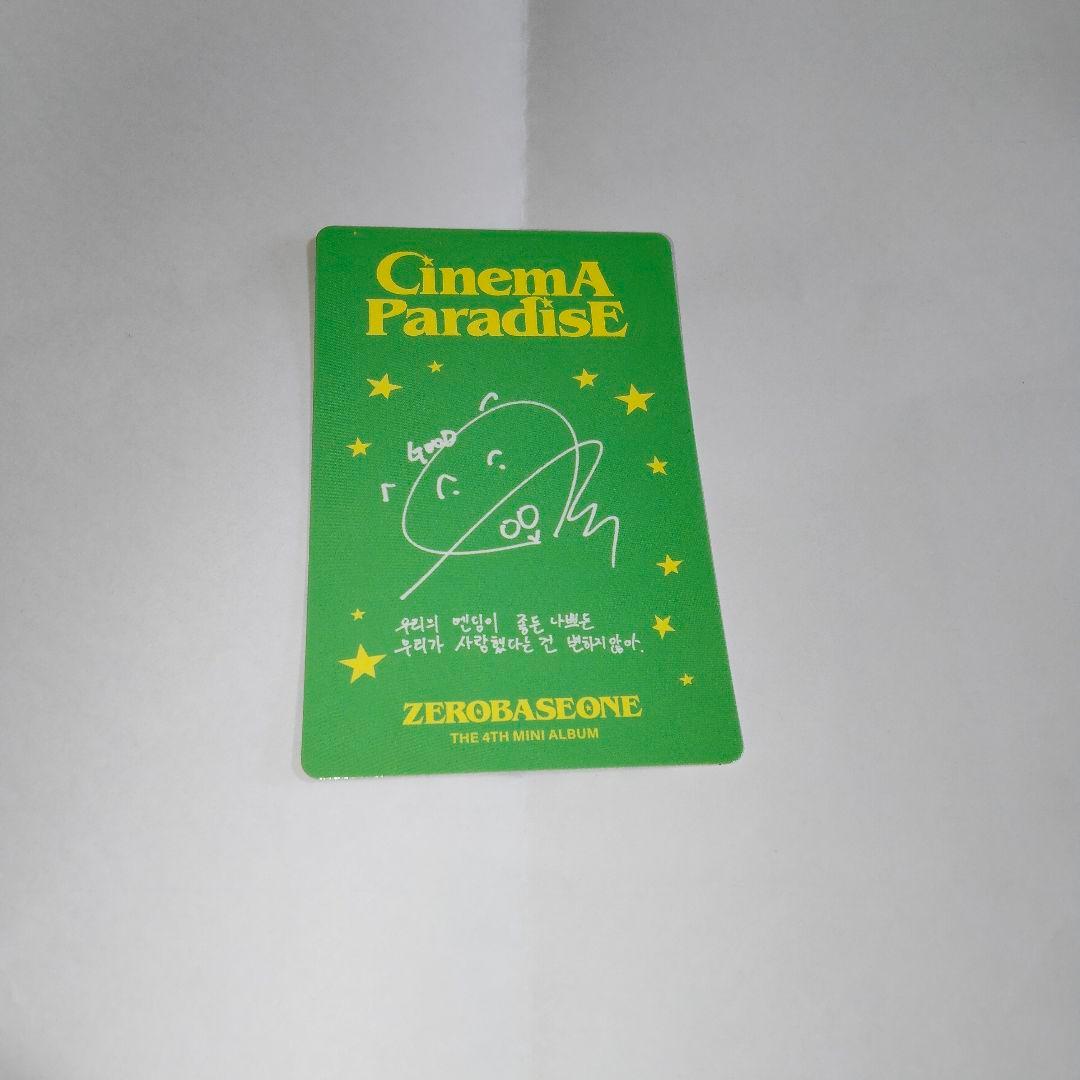 CinemA
ParadisE
GOOD
우리의 엔딩이 좋든 나쁘든
우리가 사랑했다는 건 변하지 않아.
ZEROBASEONE
THE 4TH MINI ALBUM